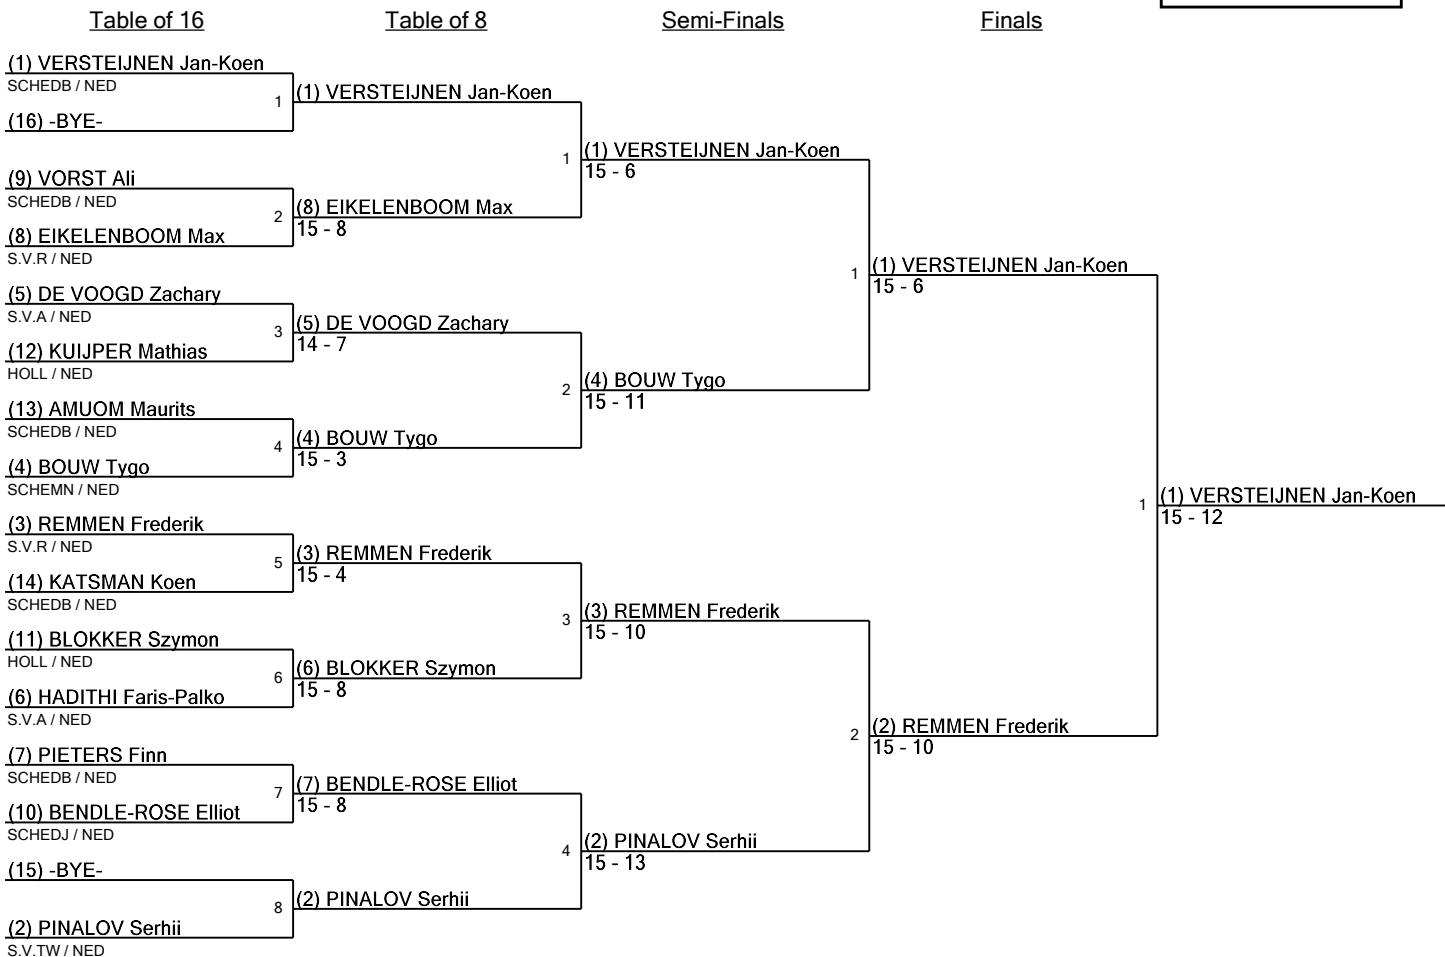 Table of 16
Table of 8
Semi-Finals
Finals
(1) VERSTEIJNEN Jan-Koen
SCHEDB / NED
(16) -BYE-
(9) VORST Ali
SCHEDB / NED
(8) EIKELENBOOM Max
S.V.R / NED
(5) DE VOOGD Zachary
S.V.A / NED
(12) KUIJPER Mathias
HOLL / NED
(13) AMUOM Maurits
SCHEDB / NED
(4) BOUW Tygo
SCHEMN / NED
(3) REMMEN Frederik
S.V.R / NED
(14) KATSMAN Koen
SCHEDB / NED
(11) BLOKKER Szymon
HOLL / NED
(6) HADITHI Faris-Palko
S.V.A / NED
(7) PIETERS Finn
SCHEDB / NED
(10) BENDLE-ROSE Elliot
SCHEDJ / NED
(15) -BYE-
(2) PINALOV Serhii
S.V.TW / NED
1
(1) VERSTEIJNEN Jan-Koen
2
(8) EIKELENBOOM Max
15 - 8
3
(5) DE VOOGD Zachary
14 - 7
4
(4) BOUW Tygo
15 - 3
5
(3) REMMEN Frederik
15 - 4
6
(6) BLOKKER Szymon
15 - 8
7
(7) BENDLE-ROSE Elliot
15 - 8
8
(2) PINALOV Serhii
1
(1) VERSTEIJNEN Jan-Koen
15 - 6
2
(4) BOUW Tygo
15 - 11
3
(3) REMMEN Frederik
15 - 10
4
(2) PINALOV Serhii
15 - 13
1
(1) VERSTEIJNEN Jan-Koen
15 - 6
2
(2) REMMEN Frederik
15 - 10
1
(1) VERSTEIJNEN Jan-Koen
15 - 12